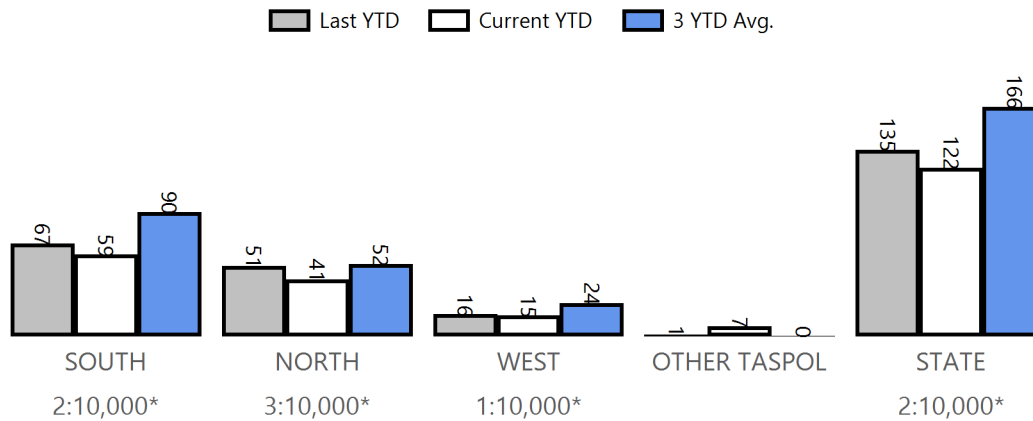 Last YTD Current YTD 3 YTD Avg.
67 59 90 51 41 52 16 15 24 1 7 0 135 122 166
SOUTH NORTH WEST OTHER TASPOL STATE
2:10,000* 3:10,000* 1:10,000* 2:10,000*